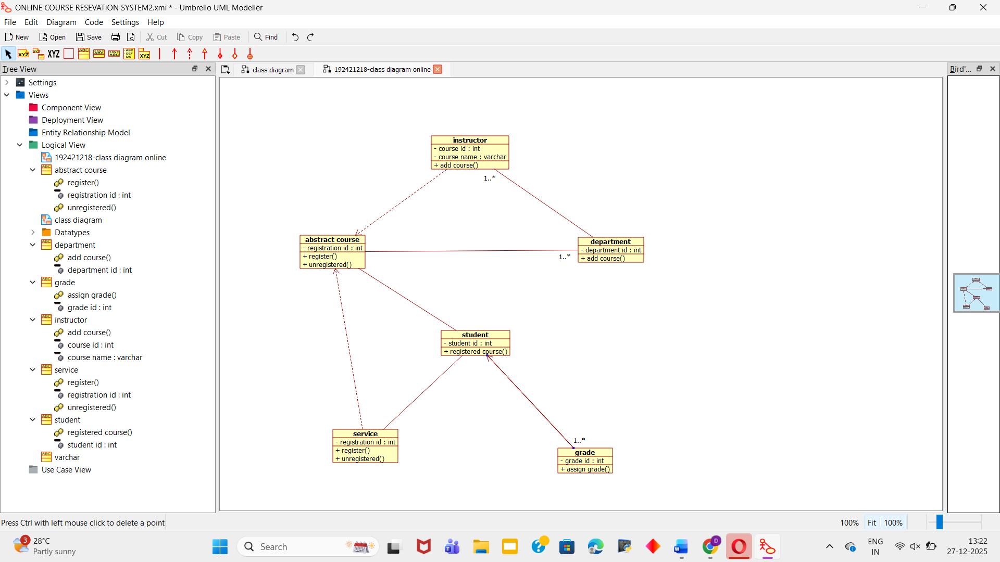 ONLINE COURSE RESEVATION SYSTEM2.xmi * - Umbrello UML Modeller
File Edit Diagram Code Settings Help
New Open Save Cut Copy Paste Find
XYZ
Tree View
class diagram
192421218-class diagram online
Bird'...
Settings
Views
Component View
Deployment View
Entity Relationship Model
Logical View
192421218-class diagram online
abstract course
register()
registration id : int
unregistered()
class diagram
Datatypes
department
add course()
department id : int
grade
assign grade()
grade id : int
instructor
add course()
course id : int
course name : varchar
service
register()
registration id : int
unregistered()
student
registered course()
student id : int
varchar
Use Case View
instructor
- course id : int
- course name : varchar
+ add course()
1..*
abstract course
- registration id : int
+ register()
+ unregistered()
department
- department id : int
+ add course()
1..*
student
- student id : int
+ registered course()
service
- registration id : int
+ register()
+ unregistered()
1..*
grade
- grade id : int
+ assign grade()
Press Ctrl with left mouse click to delete a point
100% Fit 100%
3
28°C
Partly sunny
Search
D
ENG
IN
13:22
27-12-2025